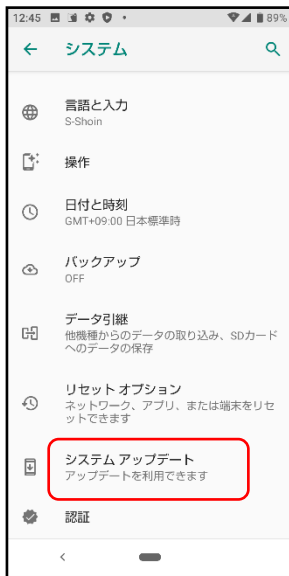 12:45 89%
システム
言語と入力
S-Shoin
操作
日付と時刻
GMT+09:00 日本標準時
バックアップ
OFF
データ引継
他機種からのデータの取り込み、SDカード
へのデータの保存
リセット オプション
ネットワーク、アプリ、または端末をリセ
ットできます
システム アップデート
アップデートを利用できます
認証